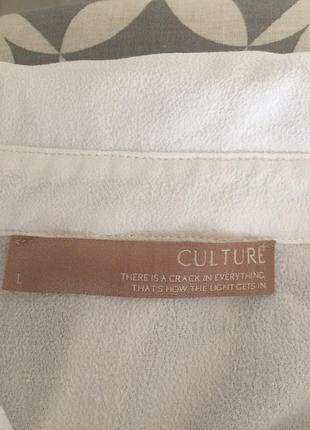 CULTURE
THERE IS A CRACK IN EVERYTHING,
THAT'S HOW THE LIGHT GETS IN
L